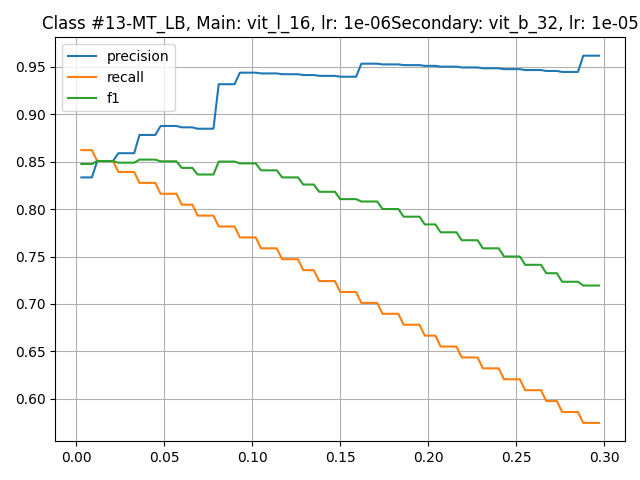 Class #13-MT_LB, Main: vit_l_16, lr: 1e-06Secondary: vit_b_32, lr: 1e-05
precision
recall
f1
0.95
0.90
0.85
0.80
0.75
0.70
0.65
0.60
0.00 0.05 0.10 0.15 0.20 0.25 0.30